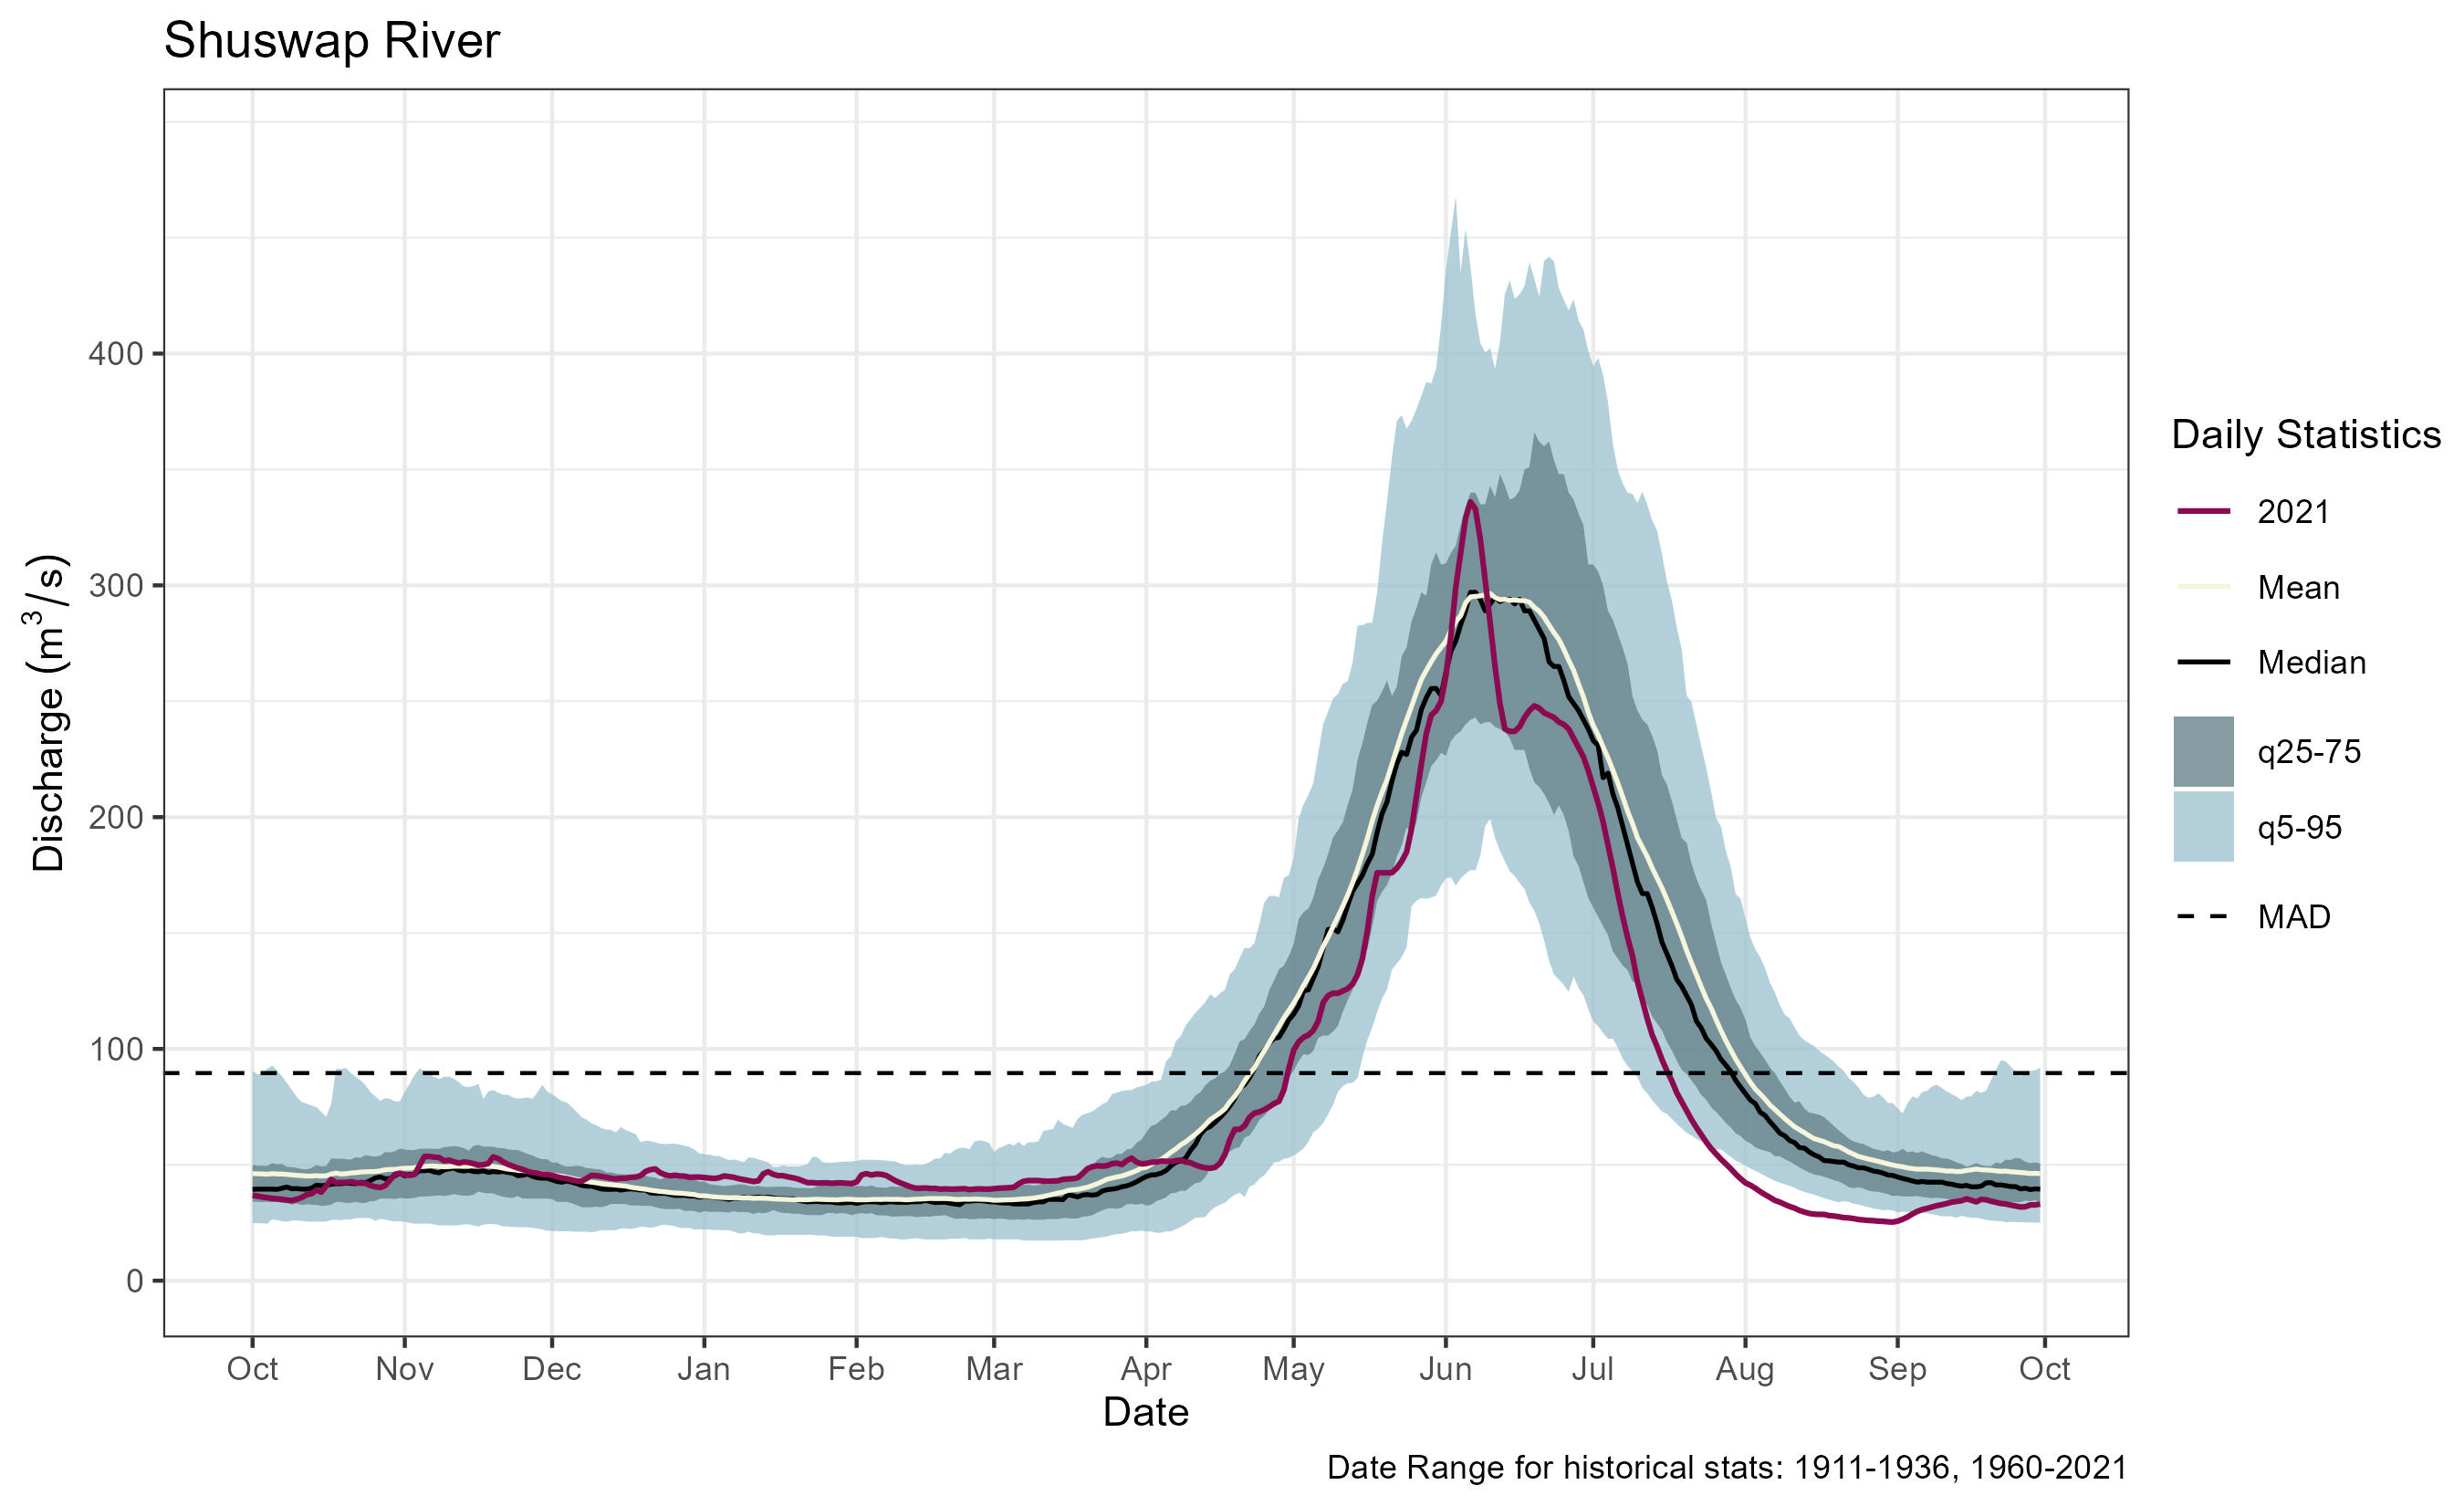 Shuswap River
Discharge (m³/s)
400
300
200
100
0
Oct Nov Dec Jan Feb Mar Apr May Jun Jul Aug Sep Oct
Date
Daily Statistics
2021
Mean
Median
q25-75
q5-95
MAD
Date Range for historical stats: 1911-1936, 1960-2021